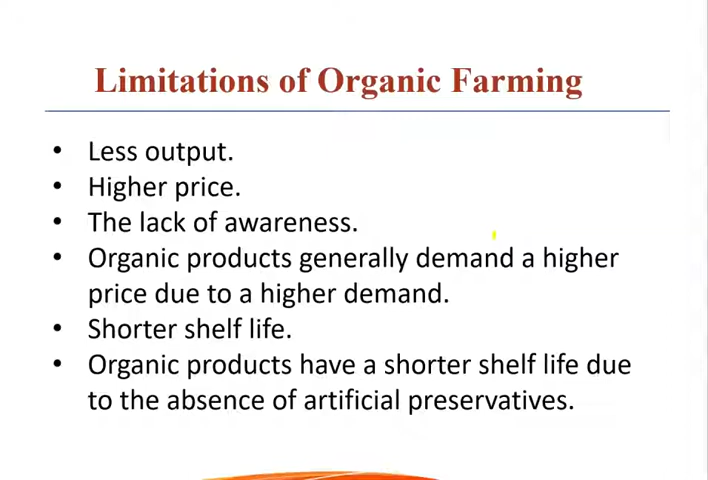 Limitations of Organic Farming
• Less output.
• Higher price.
• The lack of awareness.
• Organic products generally demand a higher
price due to a higher demand.
• Shorter shelf life.
• Organic products have a shorter shelf life due
to the absence of artificial preservatives.